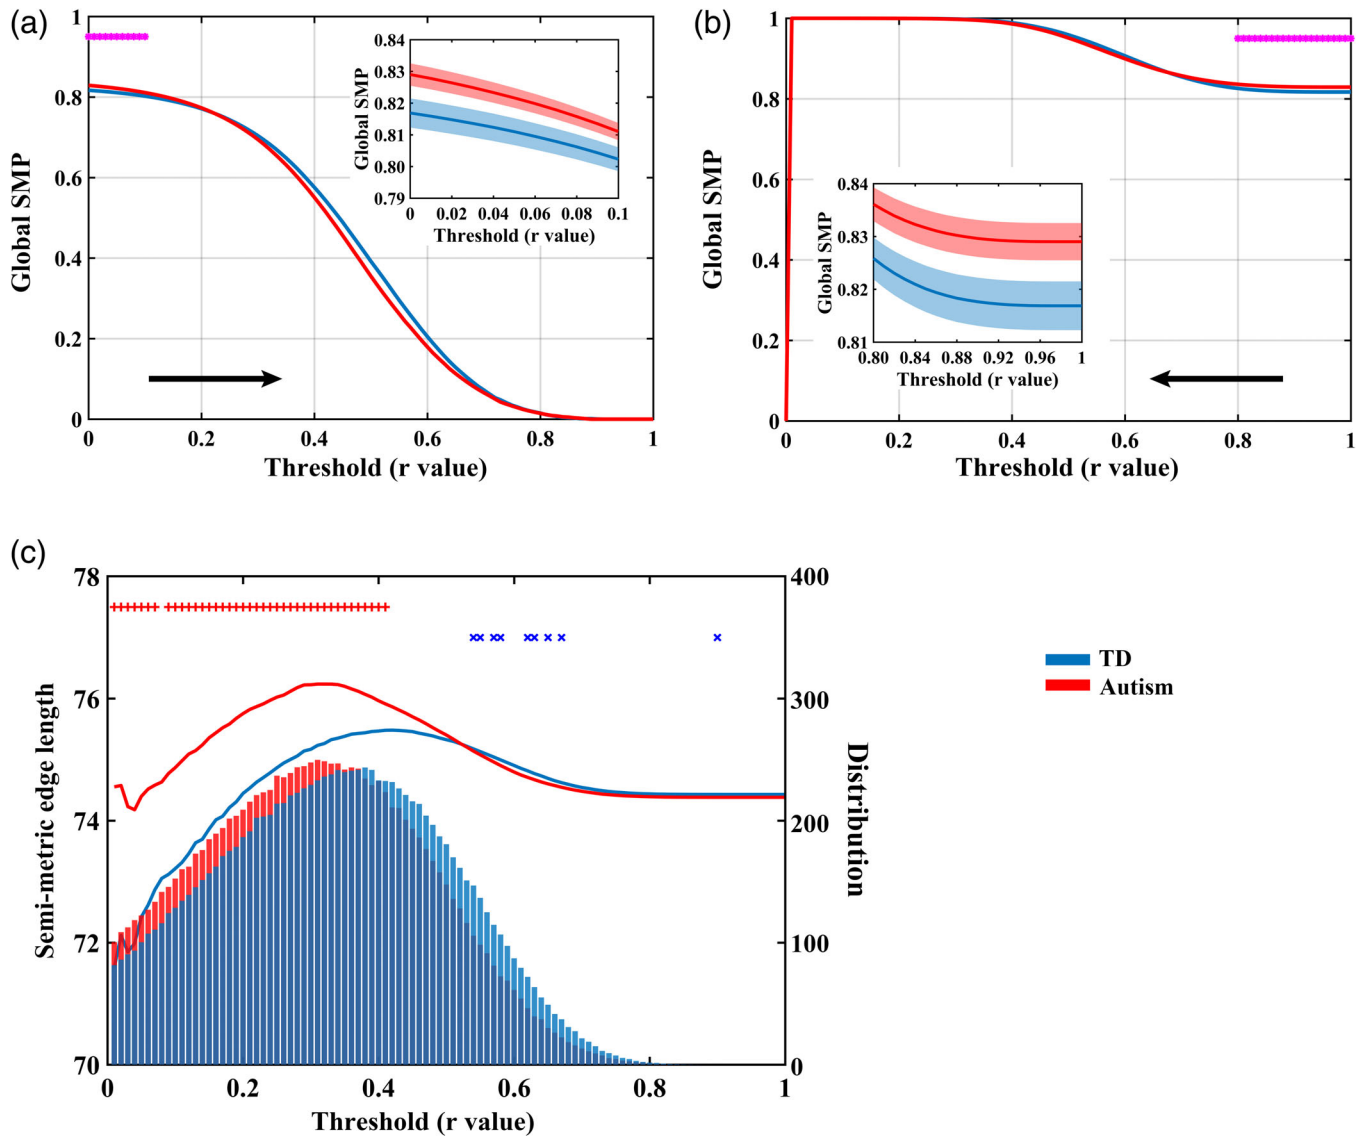 (a)
1
0.8
0.6
0.4
0.2
0
Global SMP
0 0.2 0.4 0.6 0.8 1
Threshold (r value)
0.84
0.83
0.82
0.81
0.80
0.79
Global SMP
0 0.02 0.04 0.06 0.08 0.1
Threshold (r value)
(b)
1
0.8
0.6
0.4
0.2
0
Global SMP
0 0.2 0.4 0.6 0.8 1
Threshold (r value)
0.84
0.83
0.82
0.81
Global SMP
0.80 0.84 0.88 0.92 0.96 1
Threshold (r value)
(c)
78
76
74
72
70
Semi-metric edge length
0 0.2 0.4 0.6 0.8 1
Threshold (r value)
400
300
200
100
0
Distribution
TD
Autism